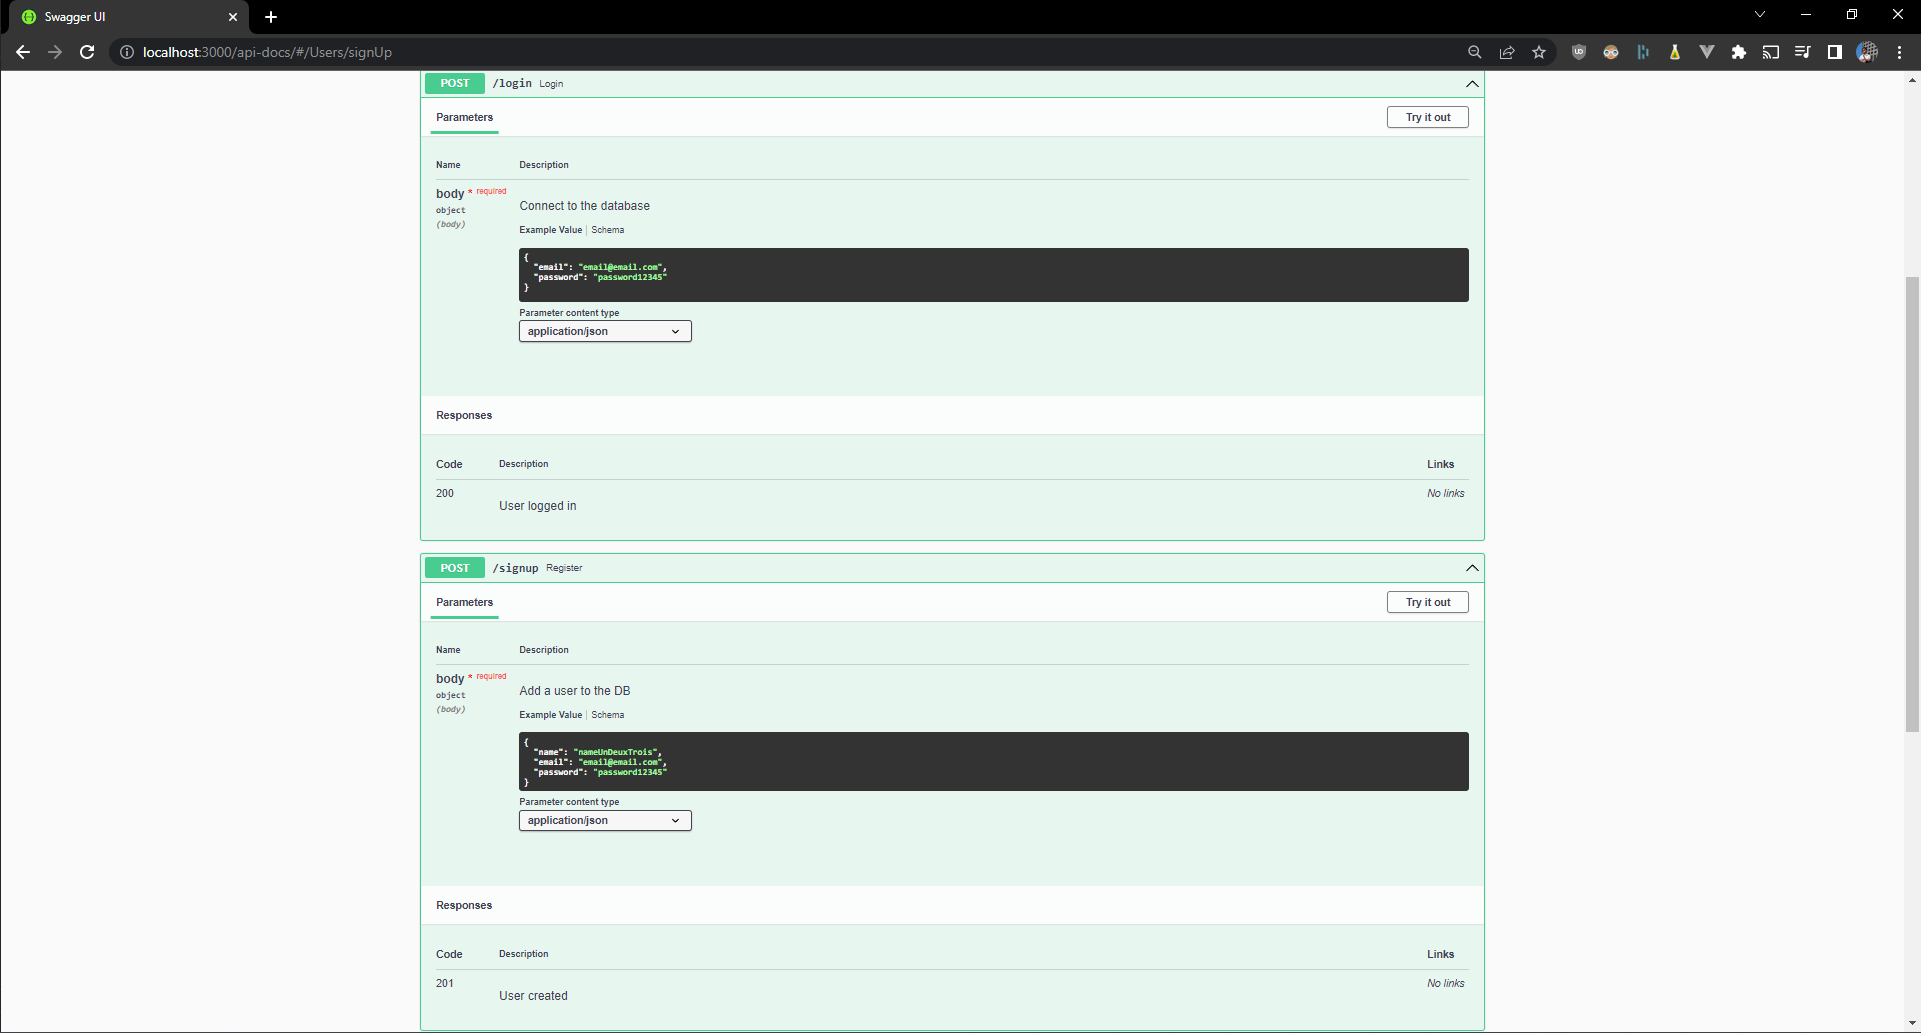 Swagger UI
localhost:3000/api-docs/#/Users/signUp
POST /login Login
Parameters Try it out
Name Description
body * required
object
(body)
Connect to the database
Example Value | Schema
{
"email": "email@email.com",
"password": "password12345"
}
Parameter content type
application/json
Responses
Code Description Links
200 No links
User logged in
POST /signup Register
Parameters Try it out
Name Description
body * required
object
(body)
Add a user to the DB
Example Value | Schema
{
"name": "nameUnDeuxTrois",
"email": "email@email.com",
"password": "password12345"
}
Parameter content type
application/json
Responses
Code Description Links
201 No links
User created